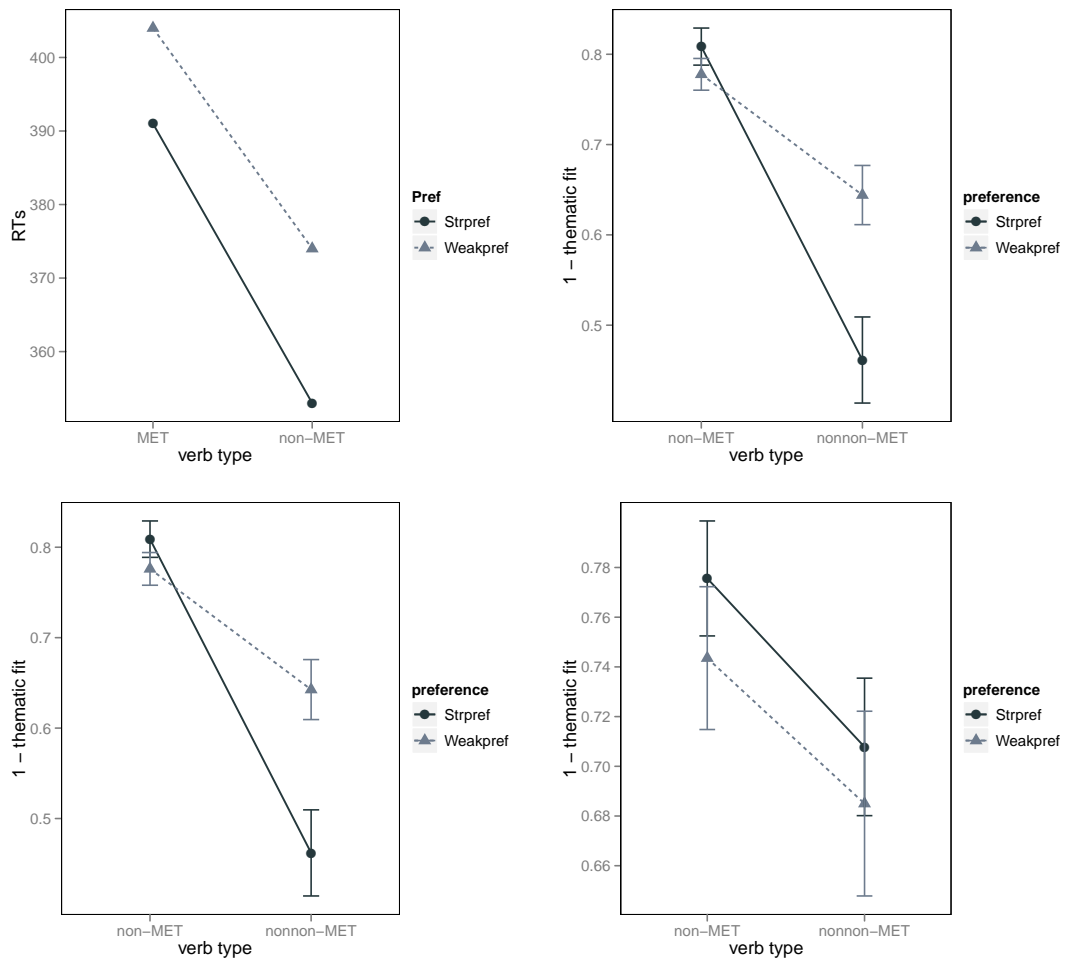 400
390
380
370
360
RTs
MET
non−MET
verb type
Pref
Strpref
Weakpref
0.8
0.7
0.6
0.5
1 − thematic fit
non−MET
nonnon−MET
verb type
preference
Strpref
Weakpref
0.8
0.7
0.6
0.5
1 − thematic fit
non−MET
nonnon−MET
verb type
preference
Strpref
Weakpref
0.78
0.76
0.74
0.72
0.70
0.68
0.66
1 − thematic fit
non−MET
nonnon−MET
verb type
preference
Strpref
Weakpref